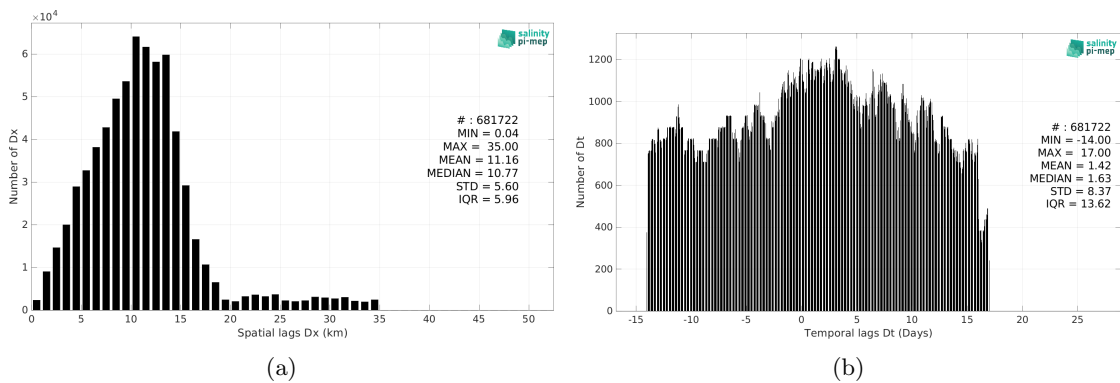 ×10⁴
6
5
4
3
2
1
0
Number of Dx
0 5 10 15 20 25 30 35 40 45 50
Spatial lags Dx (km)
salinity
pi-mep
# : 681722
MIN = 0.04
MAX = 35.00
MEAN = 11.16
MEDIAN = 10.77
STD = 5.60
IQR = 5.96
(a)
1200
1000
800
600
400
200
0
Number of Dt
-15 -10 -5 0 5 10 15 20 25
Temporal lags Dt (Days)
salinity
pi-mep
# : 681722
MIN = -14.00
MAX = 17.00
MEAN = 1.42
MEDIAN = 1.63
STD = 8.37
IQR = 13.62
(b)